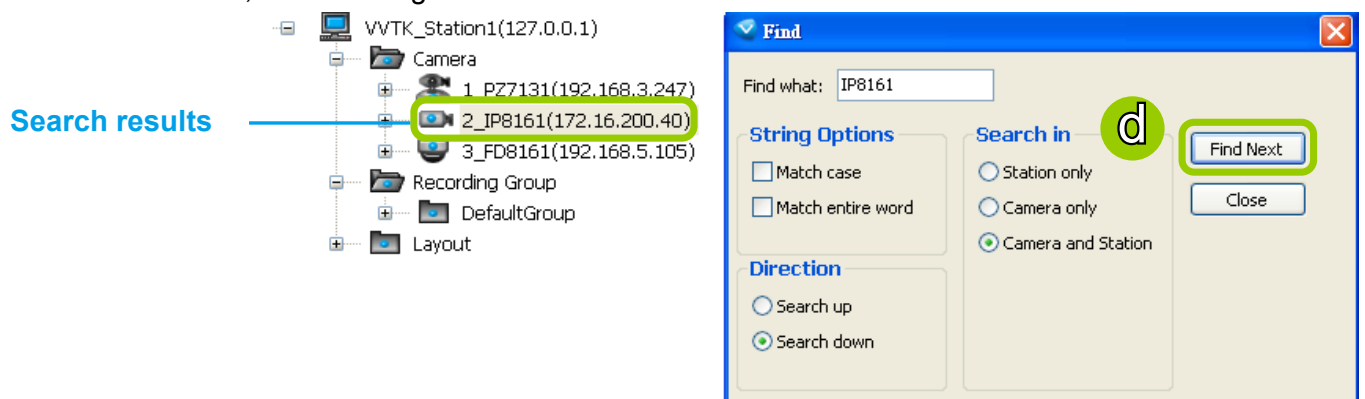 VVTK_Station1(127.0.0.1)
Camera
1_PZ7131(192.168.3.247)
Search results
2_IP8161(172.16.200.40)
3_FD8161(192.168.5.105)
Recording Group
DefaultGroup
Layout
Find
Find what: IP8161
String Options
Match case
Match entire word
Direction
Search up
Search down
Search in
Station only
Camera only
Camera and Station
d
Find Next
Close